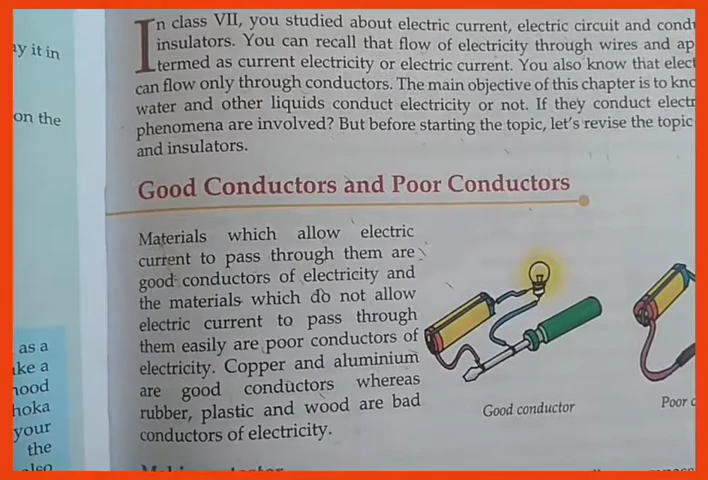 y it in
on the
as a
ke a
hood
hoka
your
the
also
In class VII, you studied about electric current, electric circuit and
insulators. You can recall that flow of electricity through wires and
termed as current electricity or electric current. You also know that
can flow only through conductors. The main objective of this chapter is to
water and other liquids conduct electricity or not. If they conduct
phenomena are involved? But before starting the topic, let's revise the topic
and insulators.
Good Conductors and Poor Conductors
Materials which allow electric
current to pass through them are
good conductors of electricity and
the materials which do not allow
electric current to pass through
them easily are poor conductors of
electricity. Copper and aluminium
are good conductors whereas
rubber, plastic and wood are bad
conductors of electricity.
Good conductor
Poor